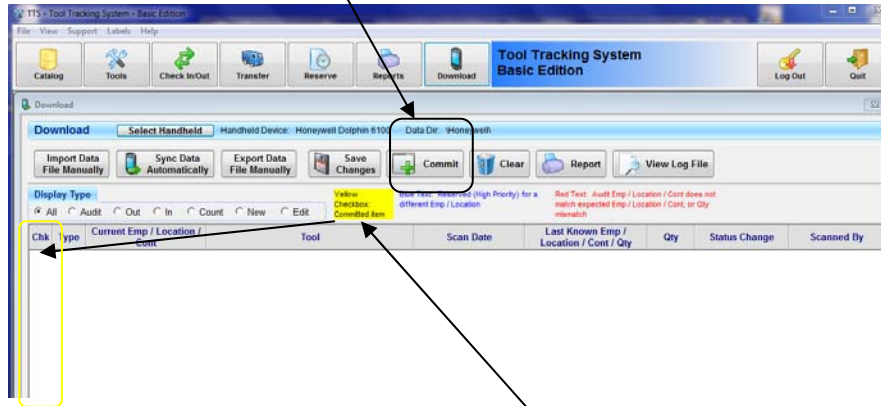 TTS - Tool Tracking System - Basic Edition
File View Support Labels Help
Catalog Tools Check In/Out Transfer Reserve Reports Download Tool Tracking System Basic Edition Log Out Quit
Download
Download Select Handheld Handheld Device: Honeywell Dolphin 6100 Data Dir: \Honeywell\
Import Data File Manually Sync Data Automatically Export Data File Manually Save Changes Commit Clear Report View Log File
Display Type
All Audit Out In Count New Edit
Yellow Checkbox: Committed item
Blue Text: Reserved (High Priority) for a different Emp / Location
Red Text: Audit Emp / Location / Cont does not match expected Emp / Location / Cont, or Qty mismatch
Chk Type Current Emp / Location / Cont Tool Scan Date Last Known Emp / Location / Cont / Qty Qty Status Change Scanned By